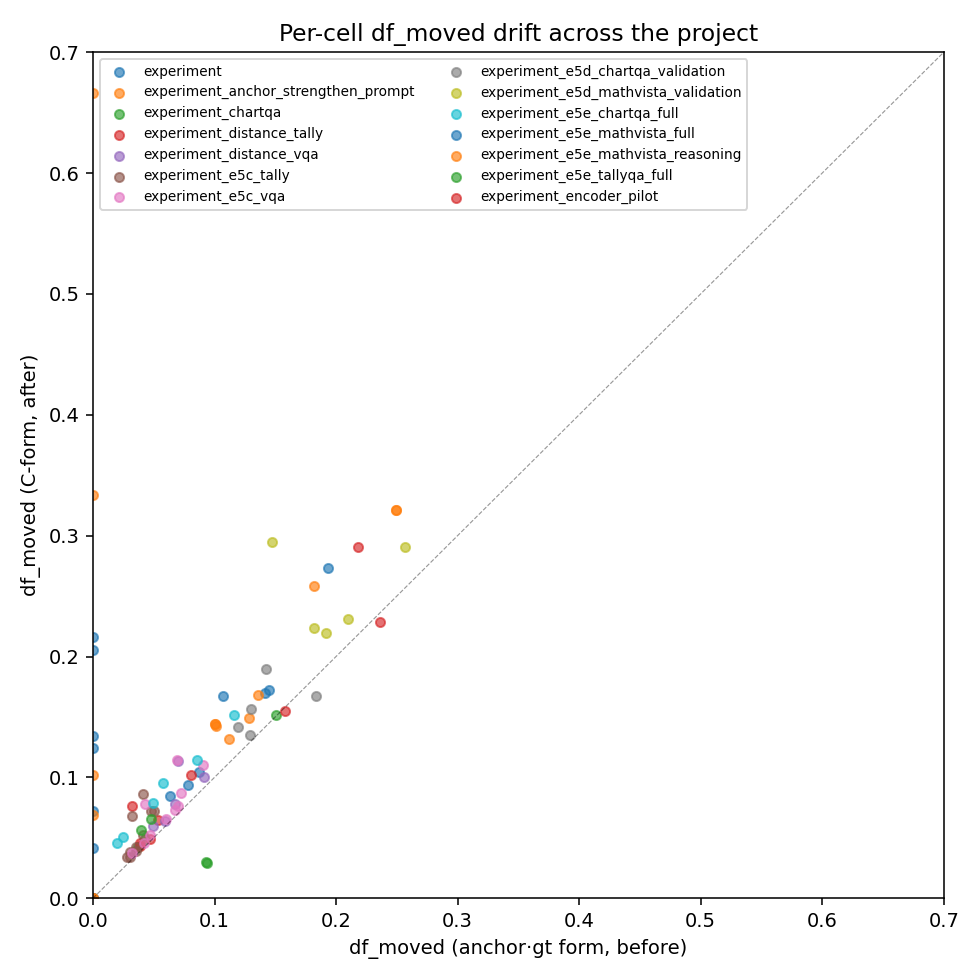 Per-cell df_moved drift across the project
0.7
0.6
0.5
0.4
0.3
0.2
0.1
0.0
df_moved (C-form, after)
experiment
experiment_anchor_strengthen_prompt
experiment_chartqa
experiment_distance_tally
experiment_distance_vqa
experiment_e5c_tally
experiment_e5c_vqa
experiment_e5d_chartqa_validation
experiment_e5d_mathvista_validation
experiment_e5e_chartqa_full
experiment_e5e_mathvista_full
experiment_e5e_mathvista_reasoning
experiment_e5e_tallyqa_full
experiment_encoder_pilot
0.0 0.1 0.2 0.3 0.4 0.5 0.6 0.7
df_moved (anchor·gt form, before)